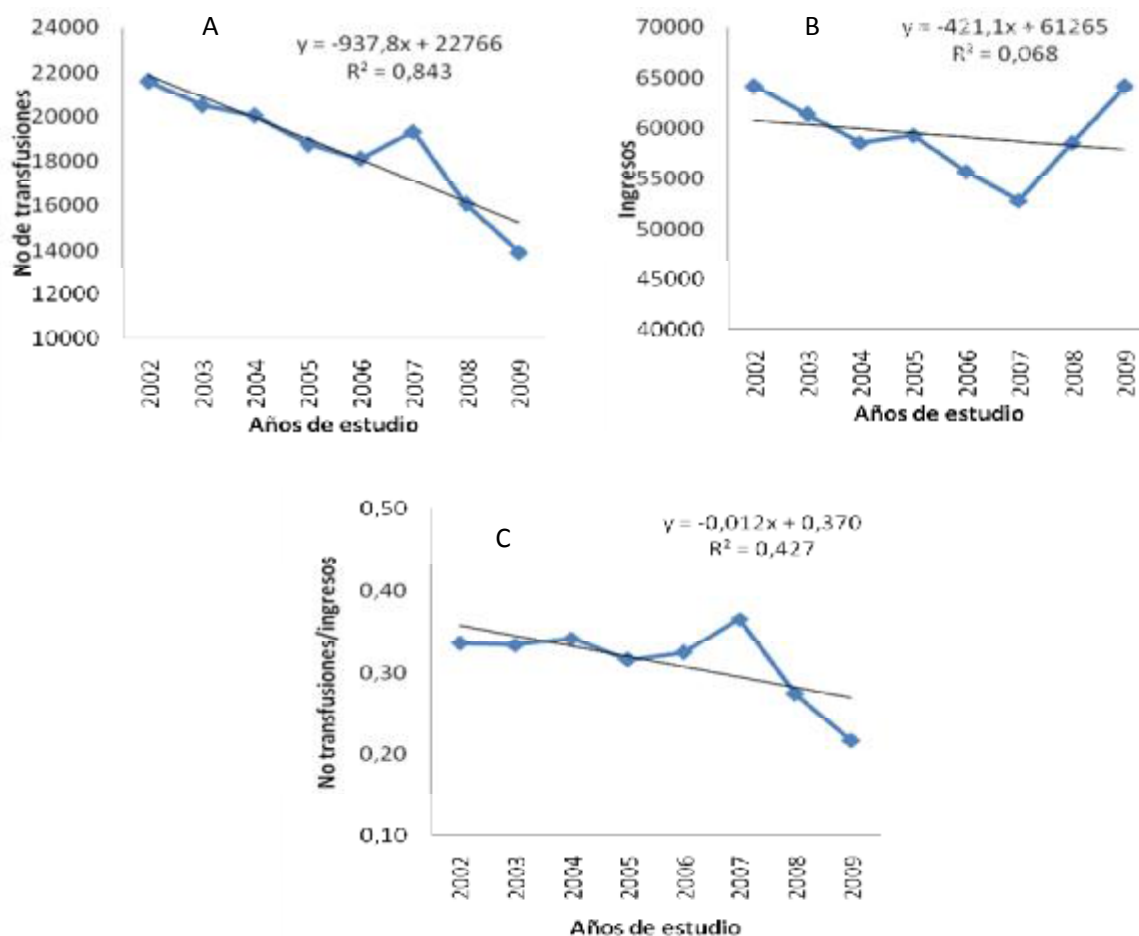 A
y = -937,8x + 22766
R² = 0,843
24000
22000
20000
18000
16000
14000
12000
10000
No de transfusiones
2002
2003
2004
2005
2006
2007
2008
2009
Años de estudio
B
y = -421,1x + 61265
R² = 0,068
70000
65000
60000
55000
50000
45000
40000
Ingresos
2002
2003
2004
2005
2006
2007
2008
2009
Años de estudio
C
y = -0,012x + 0,370
R² = 0,427
0,50
0,40
0,30
0,20
0,10
No transfusiones/ingresos
2002
2003
2004
2005
2006
2007
2008
2009
Años de estudio